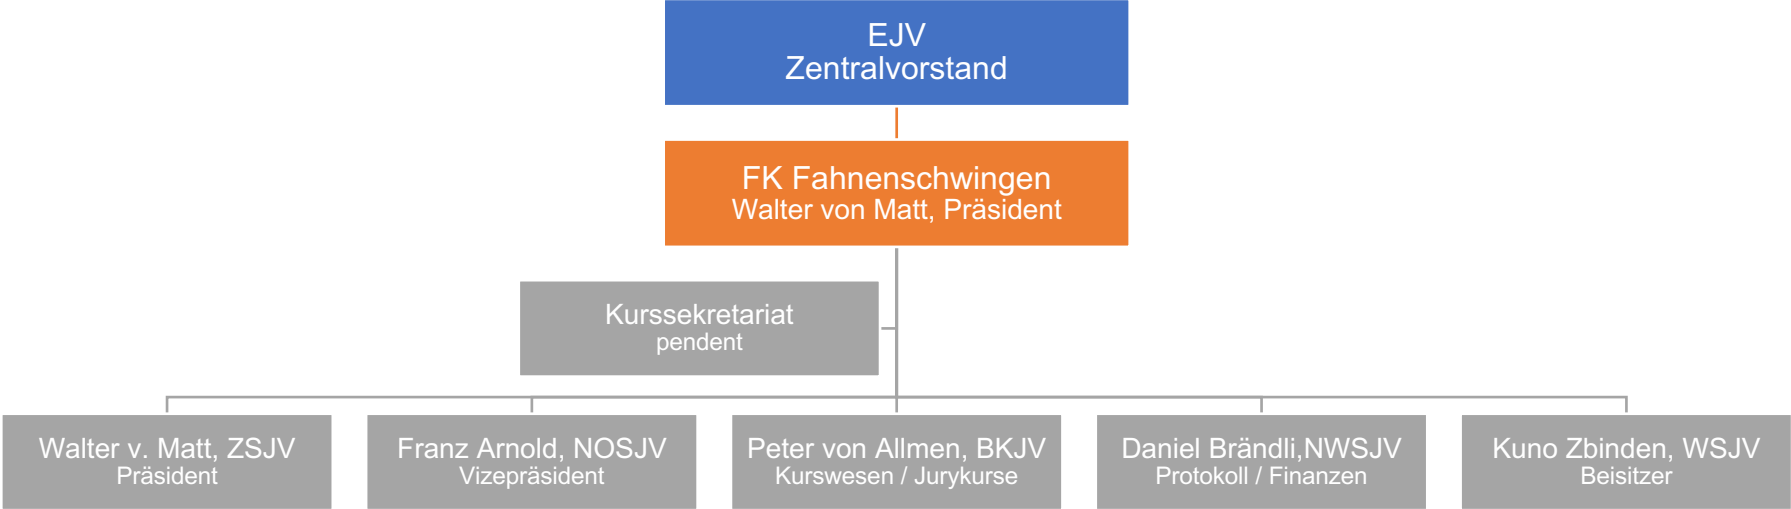 EJV
Zentralvorstand
FK Fahnenschwingen
Walter von Matt, Präsident
Kurssekretariat
pendent
Walter v. Matt, ZSJV
Präsident
Franz Arnold, NOSJV
Vizepräsident
Peter von Allmen, BKJV
Kurswesen / Jurykurse
Daniel Brändli,NWSJV
Protokoll / Finanzen
Kuno Zbinden, WSJV
Beisitzer